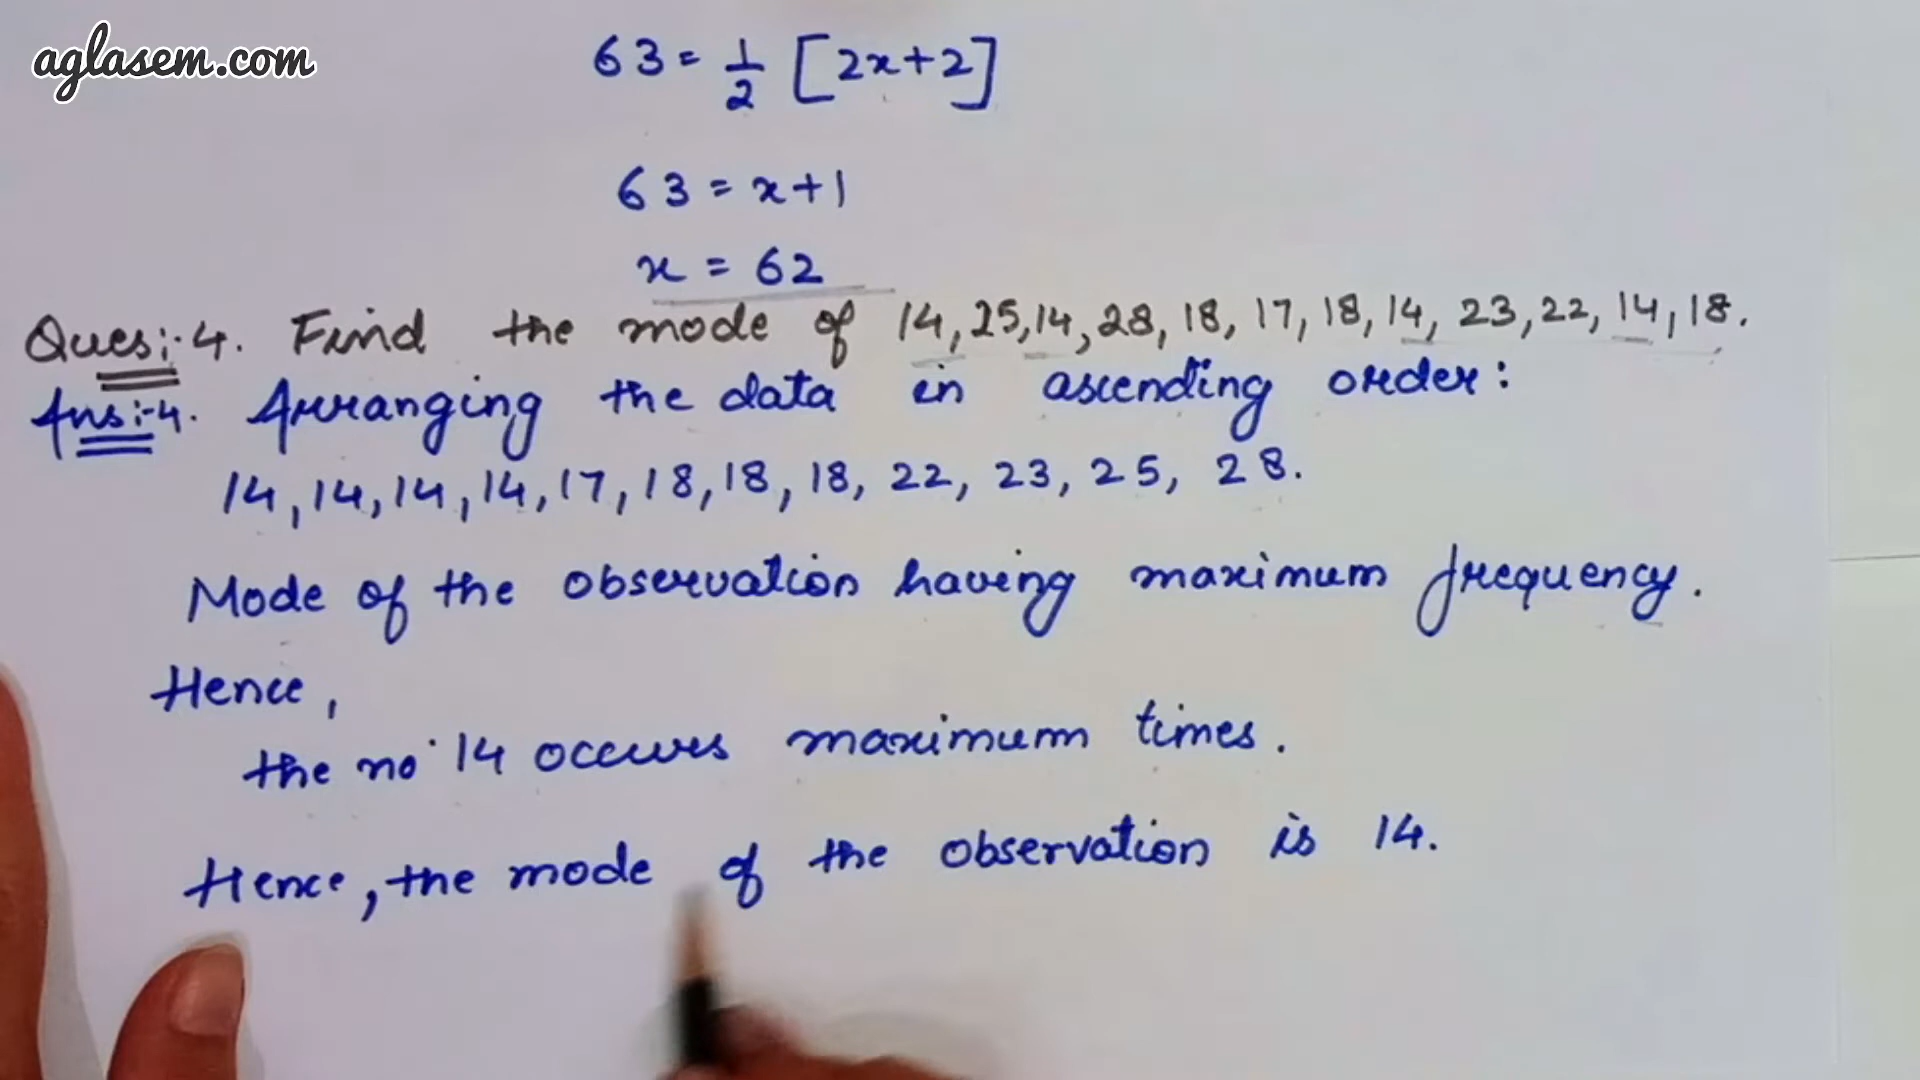 aglasem.com
63 = 1/2 [2x+2]
63 = x+1
x = 62
Ques:-4. Find the mode of 14, 25, 14, 28, 18, 17, 18, 14, 23, 22, 14, 18.
Ans:-4. Arranging the data in ascending order:
14, 14, 14, 14, 17, 18, 18, 18, 22, 23, 25, 28.
Mode of the observation having maximum frequency.
Hence,
the no. 14 occurs maximum times.
Hence, the mode of the observation is 14.